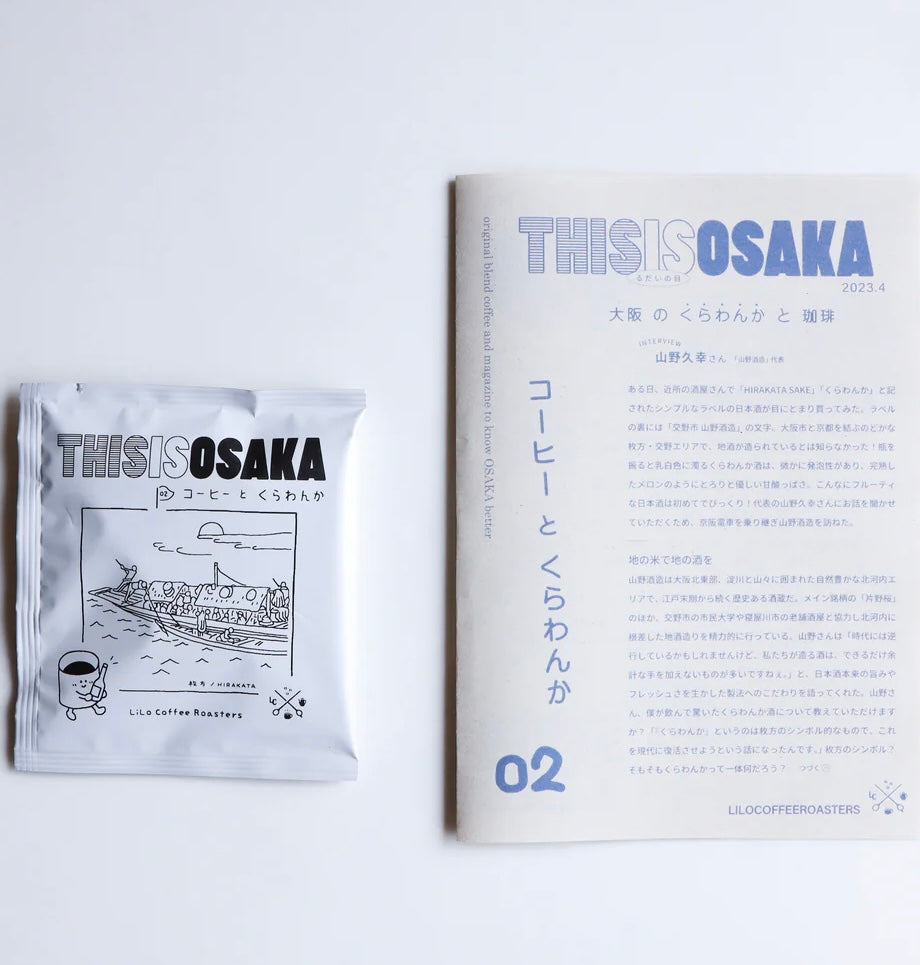 THISISOSAKA
02
コーヒー と くらわんか
枚方 / HIRAKATA
LiLo Coffee Roasters
LC
original blend coffee and magazine to know OSAKA better
THISISOSAKA
るだいの目
2023.4
大阪 の くらわんか と 珈琲
INTERVIEW
山野久幸さん 「山野酒造」代表
コーヒー と くらわんか
02
ある日、近所の酒屋さんで「HIRAKATA SAKE」「くらわんか」と記
されたシンプルなラベルの日本酒が目にとまり買ってみた。ラベル
の裏には「交野市 山野酒造」の文字。大阪市と京都を結ぶのどかな
枚方・交野エリアで、地酒が造られているとは知らなかった！瓶を
振ると乳白色に濁るくらわんか酒は、微かに発泡性があり、完熟し
たメロンのようにとろりと優しい甘酸っぱさ。こんなにフルーティ
な日本酒は初めてでびっくり！代表の山野久幸さんにお話を聞かせ
ていただくため、京阪電車を乗り継ぎ山野酒造を訪ねた。
地の米で地の酒を
山野酒造は大阪北東部、淀川と山々に囲まれた自然豊かな北河内エ
リアで、江戸末期から続く歴史ある酒蔵だ。メイン銘柄の「片野桜」
のほか、交野市の市民大学や寝屋川市の老舗酒屋と協力し北河内に
根差した地酒造りを精力的に行っている。山野さんは「時代には逆
行しているかもしれませんけど、私たちが造る酒は、できるだけ余
計な手を加えないものが多いですねぇ。」と、日本酒本来の旨みや
フレッシュさを生かした製法へのこだわりを語ってくれた。山野さ
ん、僕が飲んで驚いたくらわんか酒について教えていただけます
か？「『くらわんか』というのは枚方のシンボル的なもので、これ
を現代に復活させようという話になったんです。」枚方のシンボル？
そもそもくらわんかって一体何だろう？ つづく
LILOCOFFEEROASTERS
LC